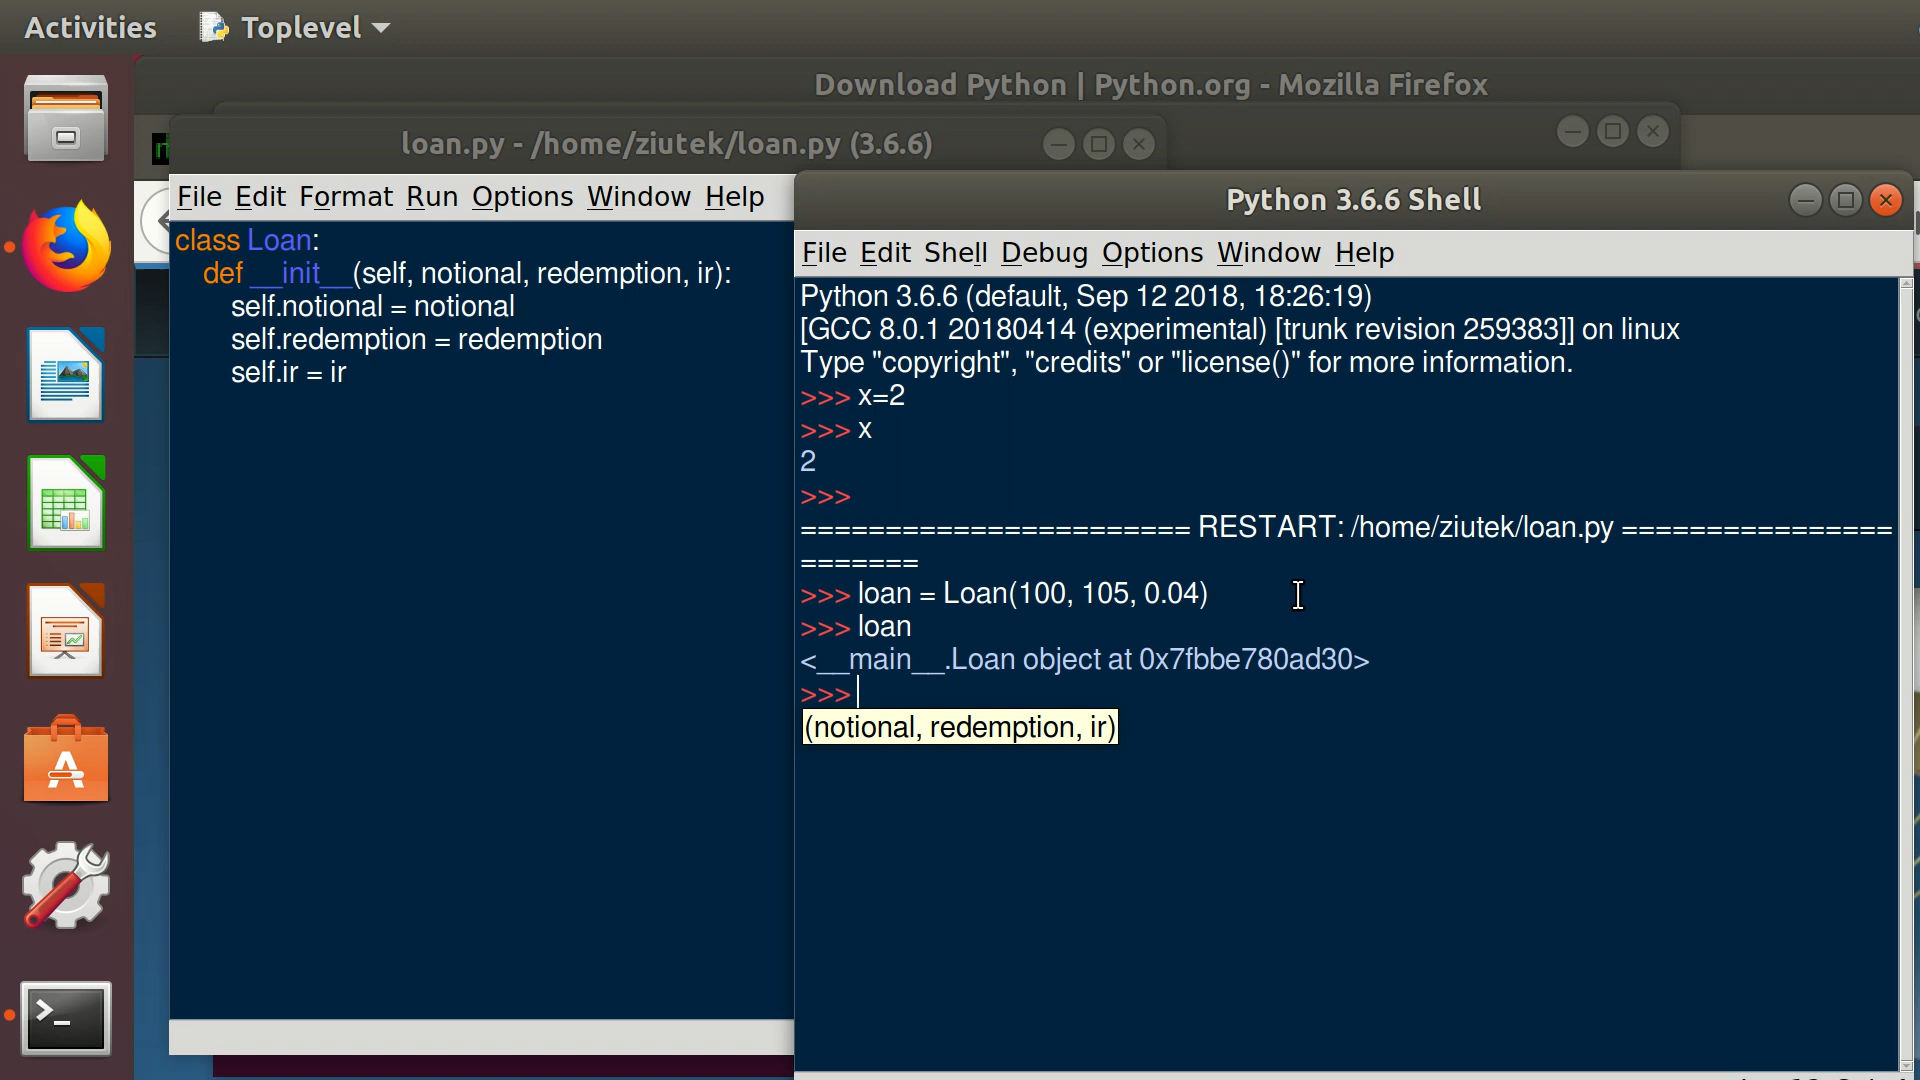 Activities
Toplevel
Download Python | Python.org - Mozilla Firefox
loan.py - /home/ziutek/loan.py (3.6.6)
File Edit Format Run Options Window Help
class Loan:
    def __init__(self, notional, redemption, ir):
        self.notional = notional
        self.redemption = redemption
        self.ir = ir
Python 3.6.6 Shell
File Edit Shell Debug Options Window Help
Python 3.6.6 (default, Sep 12 2018, 18:26:19)
[GCC 8.0.1 20180414 (experimental) [trunk revision 259383]] on linux
Type "copyright", "credits" or "license()" for more information.
>>> x=2
>>> x
2
>>>
======================= RESTART: /home/ziutek/loan.py ================
=======
>>> loan = Loan(100, 105, 0.04)
>>> loan
<__main__.Loan object at 0x7fbbe780ad30>
>>>
(notional, redemption, ir)